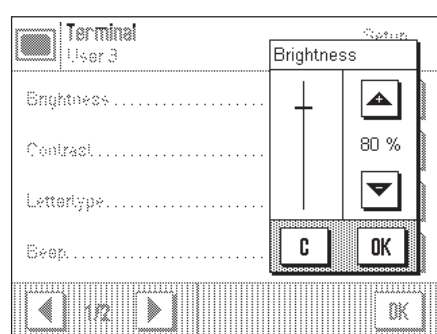 Terminal
User 3
Setup
Brightness
Brightness..................
80 %
Contrast.....................
Lettertype...................
Beep..........................
C OK
1/2 OK